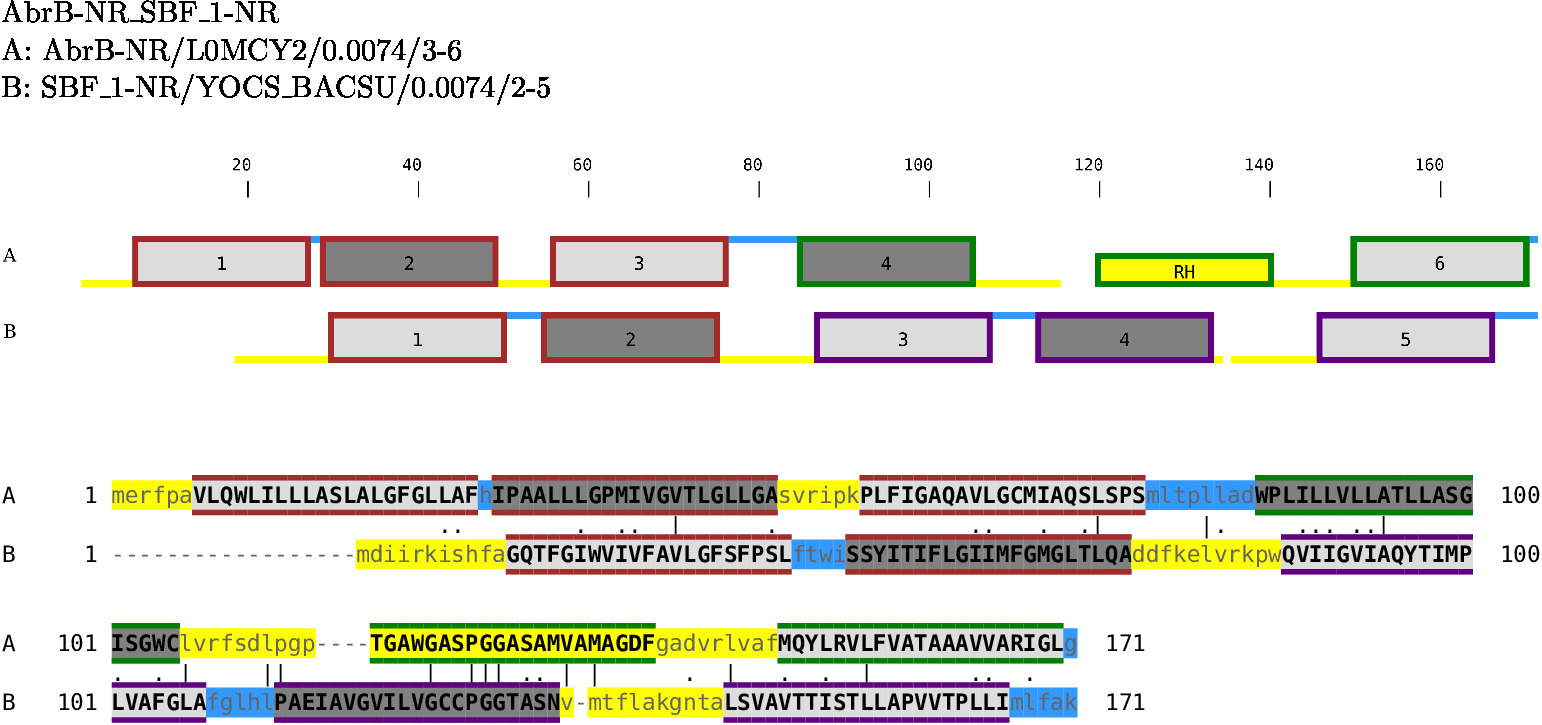 AbrB-NR_SBF_1-NR
A: AbrB-NR/L0MCY2/0.0074/3-6
B: SBF_1-NR/YOCS_BACSU/0.0074/2-5
20 40 60 80 100 120 140 160
A 1 2 3 4 RH 6
B 1 2 3 4 5
A 1 merfpaVLQWLILLLASLALGFGLLAFhIPAALLLGPMIVGVTLGLLGAsvripkPLFIGAQAVLGCMIAQSLSPSmltplladWPLILLVLLATLLASG 100
B 1 ------------------mdiirkishfaGQTFGIWVIVFAVLGFSFPSLftwiSSYITIFLGIIMFGMGLTLQAddfkelvrkpwQVIIGVIAQYTIMP 100
A 101 ISGWClvrfsdlpgp----TGAWGASPGGASAMVAMAGDFgadvrlvafMQYLRVLFVATAAAVVARIGLg 171
B 101 LVAFGLAfglhlPAEIAVGVILVGCCPGGTASNv-mtflakgntaLSVAVTTISTLLAPVVTPLLImlfak 171